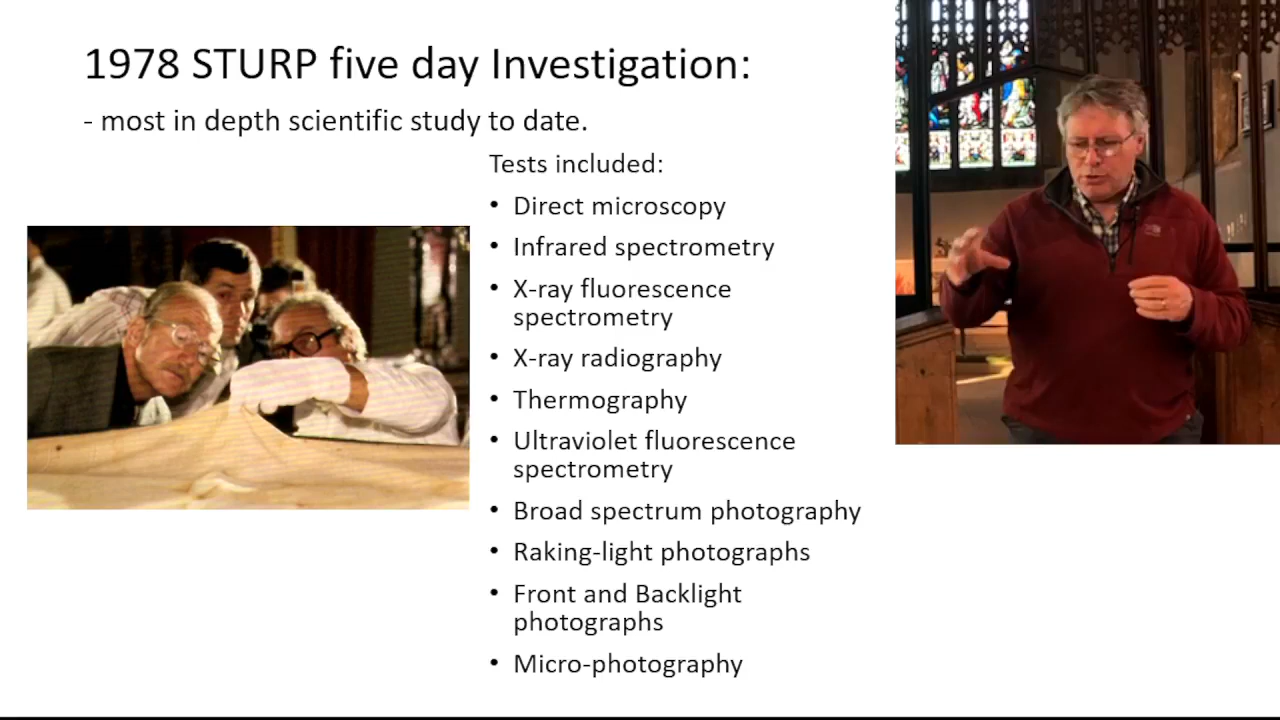 1978 STURP five day Investigation:
- most in depth scientific study to date.
Tests included:
• Direct microscopy
• Infrared spectrometry
• X-ray fluorescence
spectrometry
• X-ray radiography
• Thermography
• Ultraviolet fluorescence
spectrometry
• Broad spectrum photography
• Raking-light photographs
• Front and Backlight
photographs
• Micro-photography